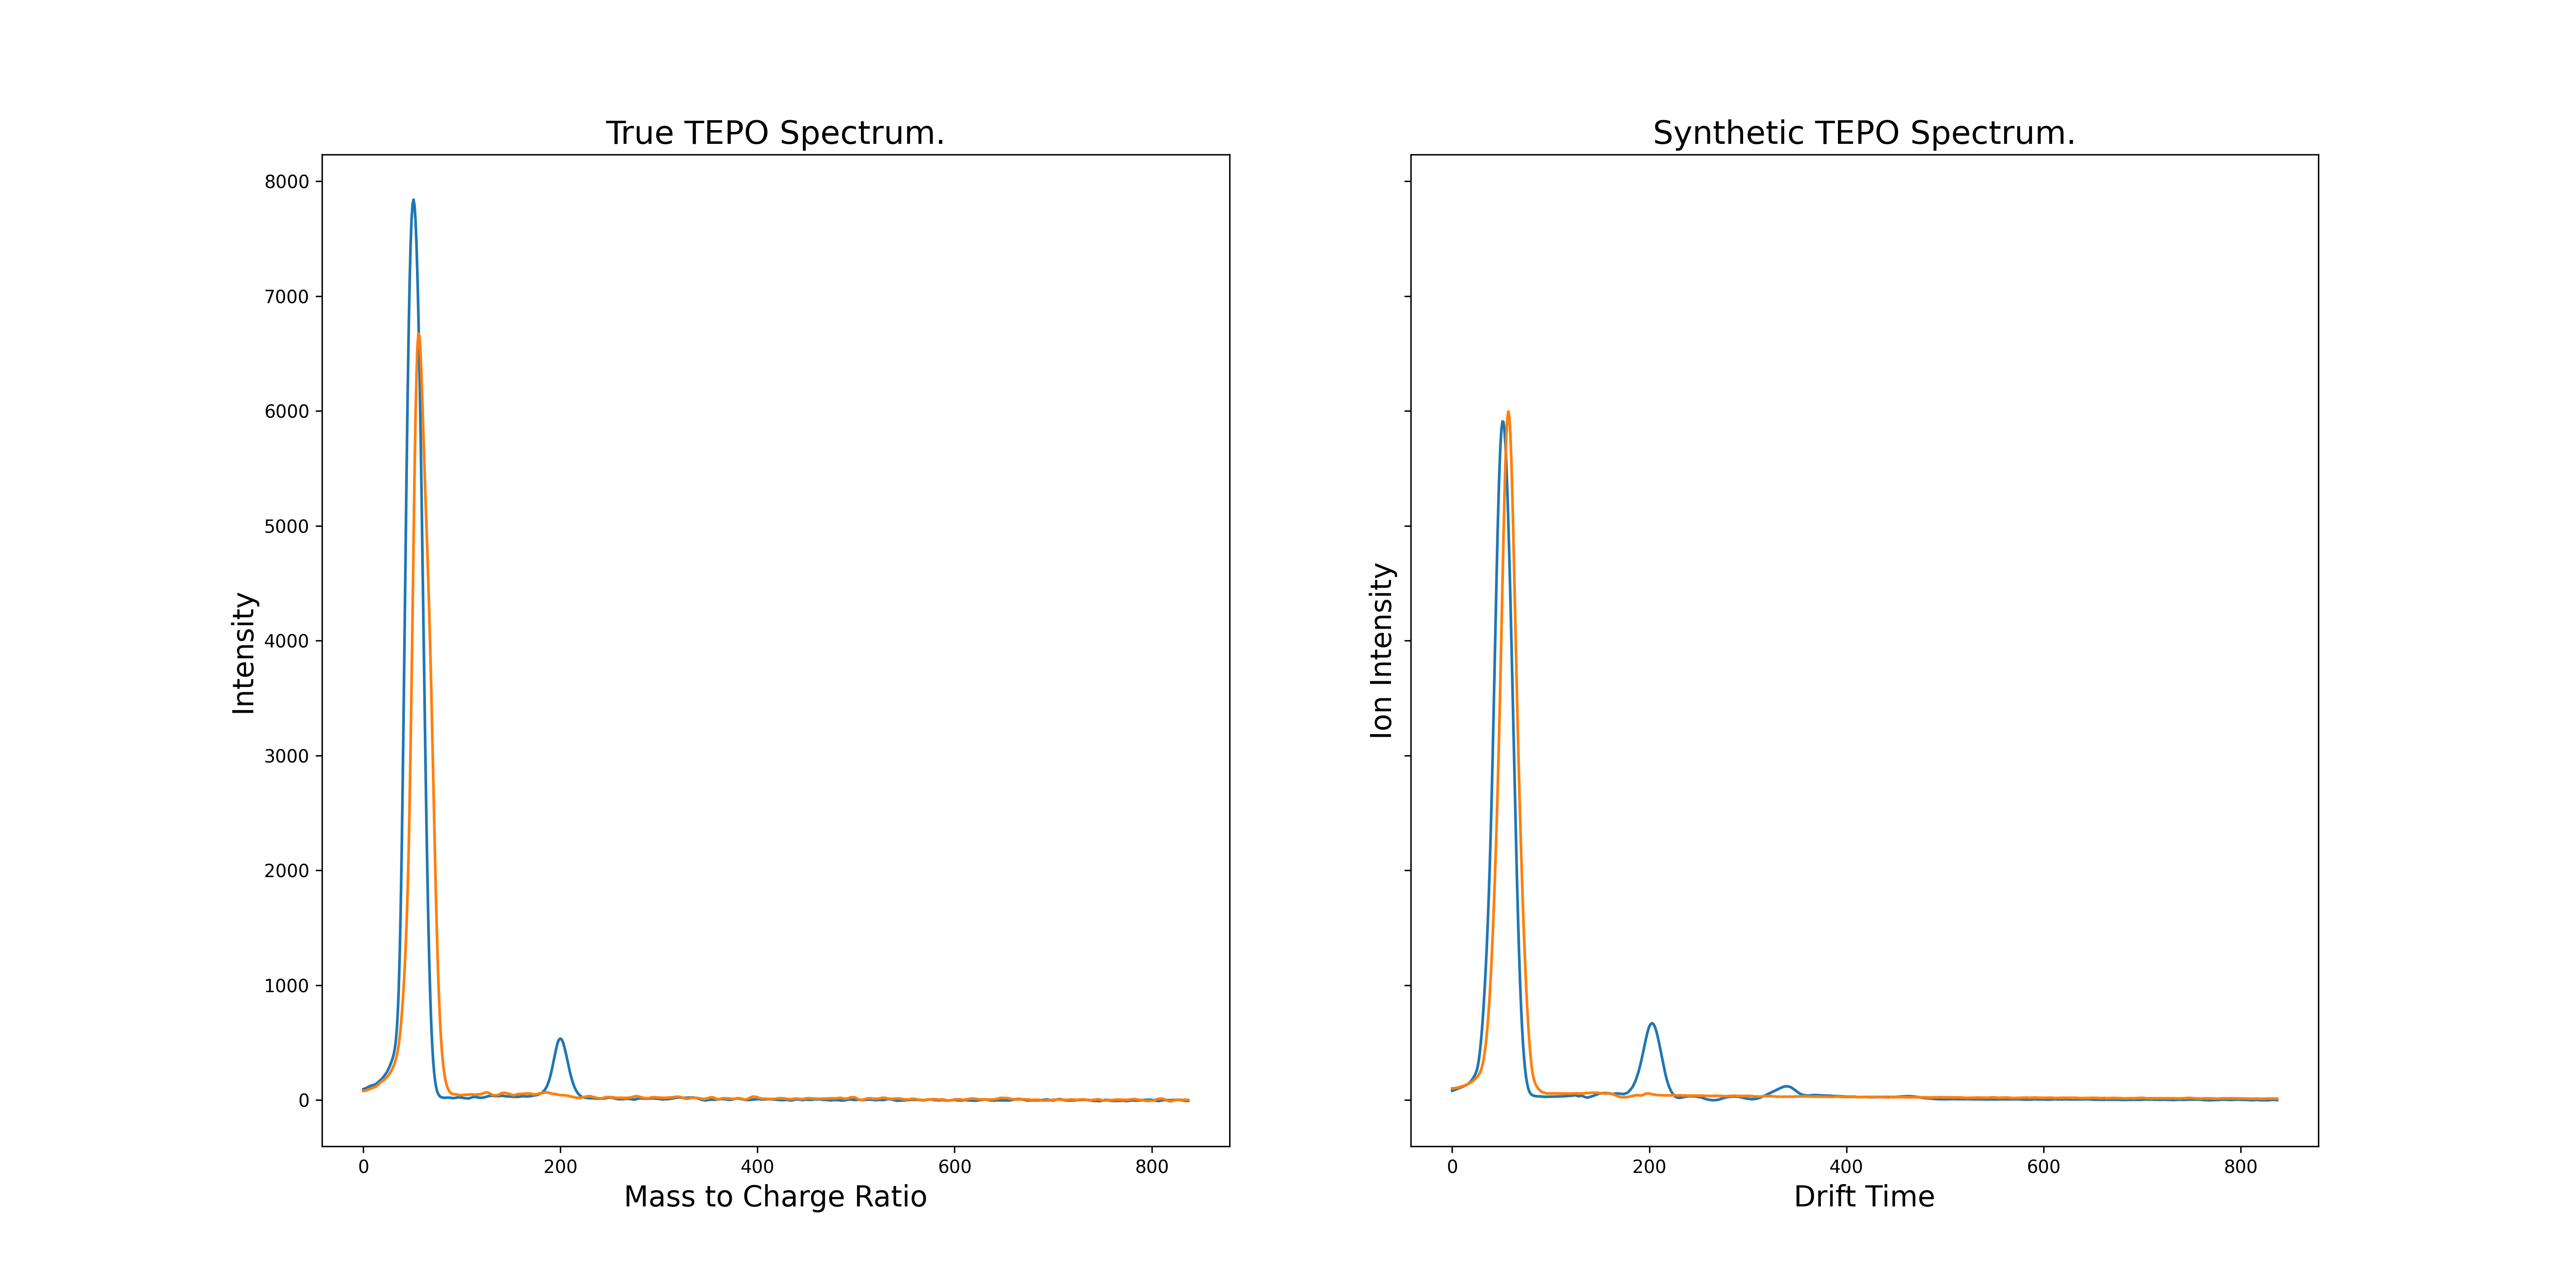 True TEPO Spectrum.
Synthetic TEPO Spectrum.
8000
7000
6000
5000
4000
3000
2000
1000
0
Intensity
Ion Intensity
0 200 400 600 800
0 200 400 600 800
Mass to Charge Ratio
Drift Time